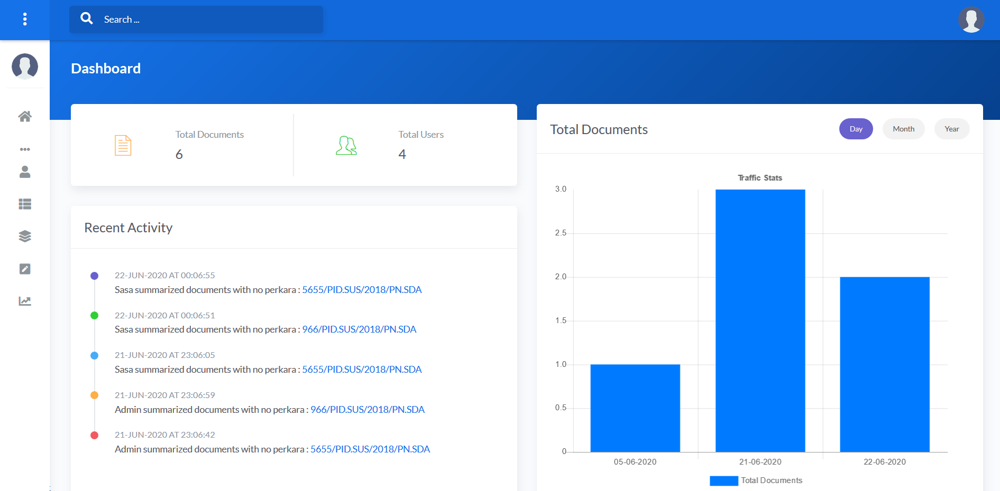 Search ...
Dashboard
Total Documents
6
Total Users
4
Recent Activity
22-JUN-2020 AT 00:06:55
Sasa summarized documents with no perkara : 5655/PID.SUS/2018/PN.SDA
22-JUN-2020 AT 00:06:51
Sasa summarized documents with no perkara : 966/PID.SUS/2018/PN.SDA
21-JUN-2020 AT 23:06:05
Sasa summarized documents with no perkara : 5655/PID.SUS/2018/PN.SDA
21-JUN-2020 AT 23:06:59
Admin summarized documents with no perkara : 966/PID.SUS/2018/PN.SDA
21-JUN-2020 AT 23:06:42
Admin summarized documents with no perkara : 5655/PID.SUS/2018/PN.SDA
Total Documents
Day Month Year
Traffic Stats
3.0
2.5
2.0
1.5
1.0
0.5
0
05-06-2020 21-06-2020 22-06-2020
Total Documents